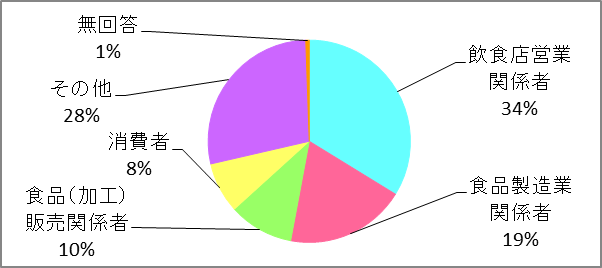 無回答
1%
その他
28%
消費者
8%
食品（加工）
販売関係者
10%
飲食店営業
関係者
34%
食品製造業
関係者
19%